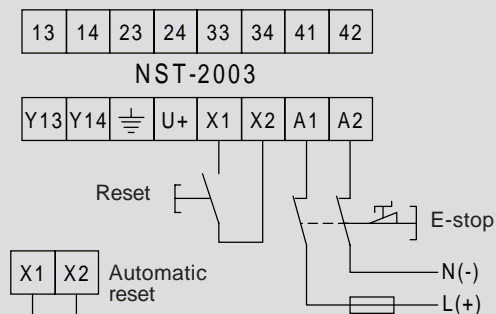 13 14 23 24 33 34 41 42
NST-2003
Y13 Y14 U+ X1 X2 A1 A2
Reset
E-stop
X1 X2 Automatic
reset
N(-)
L(+)